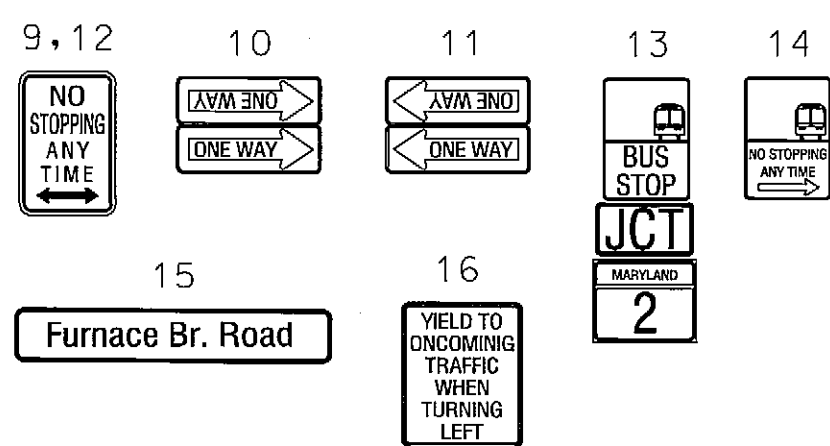 9,12
10
11
13
14
NO
STOPPING
ANY
TIME
ONE WAY
ONE WAY
ONE WAY
ONE WAY
BUS
STOP
JCT
MARYLAND
2
NO STOPPING
ANY TIME
15
16
Furnace Br. Road
YIELD TO
ONCOMINIG
TRAFFIC
WHEN
TURNING
LEFT